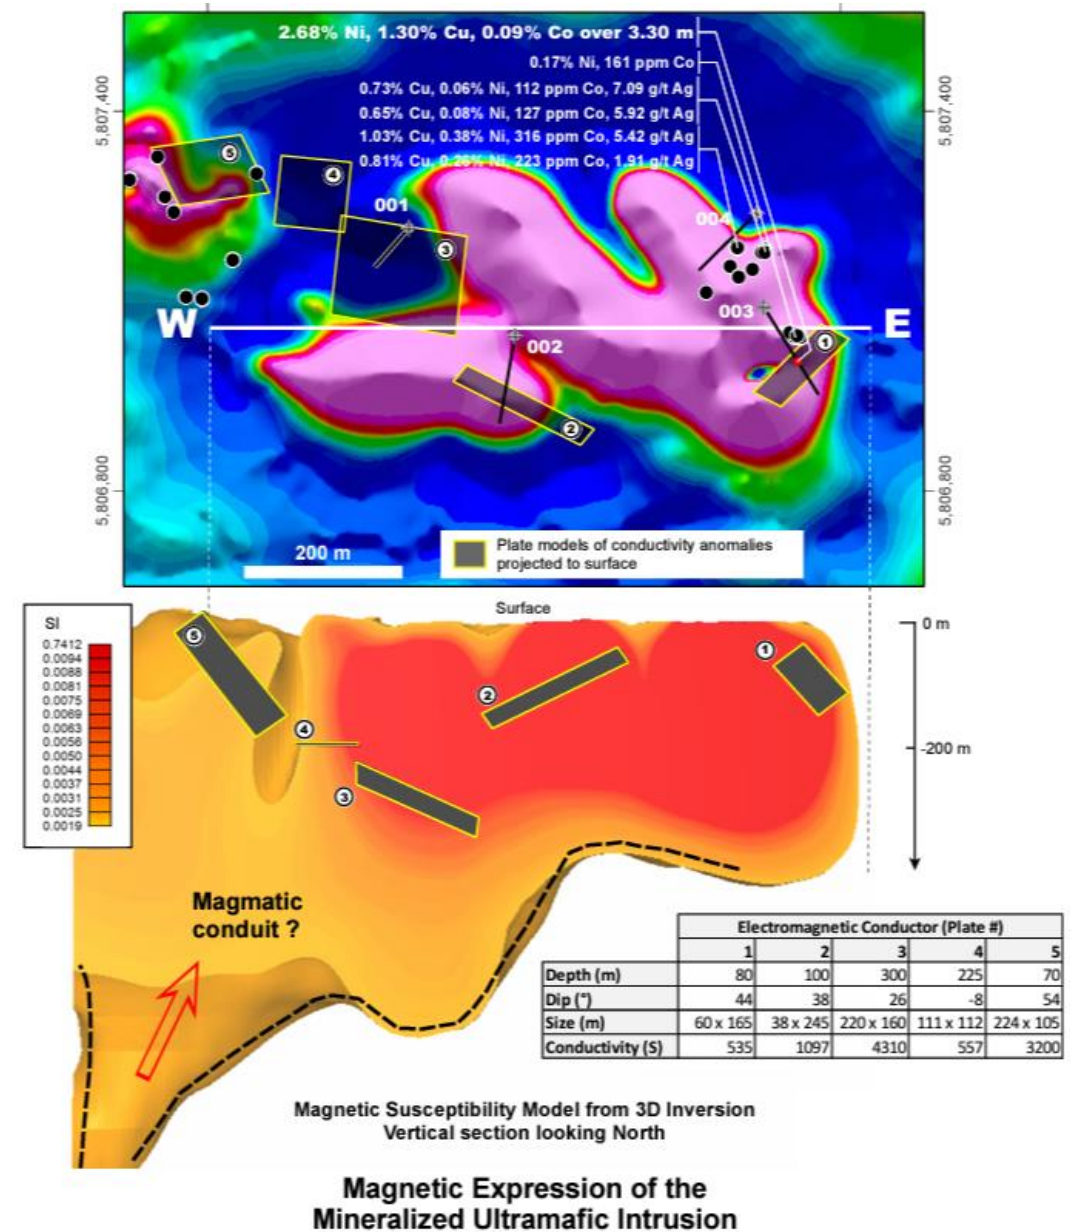 2.68% Ni, 1.30% Cu, 0.09% Co over 3.30 m
0.17% Ni, 161 ppm Co
0.73% Cu, 0.06% Ni, 112 ppm Co, 7.09 g/t Ag
0.65% Cu, 0.08% Ni, 127 ppm Co, 5.92 g/t Ag
1.03% Cu, 0.38% Ni, 316 ppm Co, 5.42 g/t Ag
0.81% Cu, 0.26% Ni, 223 ppm Co, 1.91 g/t Ag
5,807,400
5,807,400
5
4
001
004
3
003
W
E
002
1
2
5,806,800
5,806,800
200 m
Plate models of conductivity anomalies
projected to surface
Surface
SI
0.7412
0.0094
0.0088
0.0081
0.0075
0.0069
0.0063
0.0056
0.0050
0.0044
0.0037
0.0031
0.0025
0.0019
0 m
5
1
2
4
-200 m
3
Magmatic
conduit ?
Electromagnetic Conductor (Plate #)
1 2 3 4 5
Depth (m) 80 100 300 225 70
Dip (°) 44 38 26 -8 54
Size (m) 60 x 165 38 x 245 220 x 160 111 x 112 224 x 105
Conductivity (S) 535 1097 4310 557 3200
Magnetic Susceptibility Model from 3D Inversion
Vertical section looking North
Magnetic Expression of the
Mineralized Ultramafic Intrusion